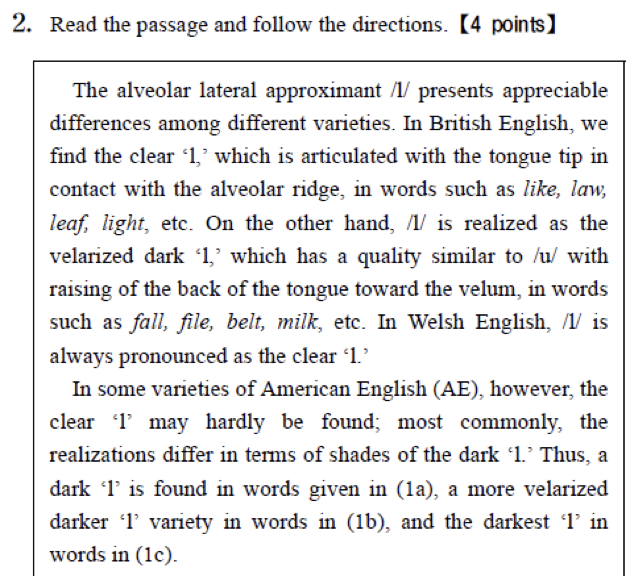 2. Read the passage and follow the directions. 【4 points】
The alveolar lateral approximant /l/ presents appreciable
differences among different varieties. In British English, we
find the clear ‘l,’ which is articulated with the tongue tip in
contact with the alveolar ridge, in words such as like, law,
leaf, light, etc. On the other hand, /l/ is realized as the
velarized dark ‘l,’ which has a quality similar to /u/ with
raising of the back of the tongue toward the velum, in words
such as fall, file, belt, milk, etc. In Welsh English, /l/ is
always pronounced as the clear ‘l.’
In some varieties of American English (AE), however, the
clear ‘l’ may hardly be found; most commonly, the
realizations differ in terms of shades of the dark ‘l.’ Thus, a
dark ‘l’ is found in words given in (1a), a more velarized
darker ‘l’ variety in words in (1b), and the darkest ‘l’ in
words in (1c).